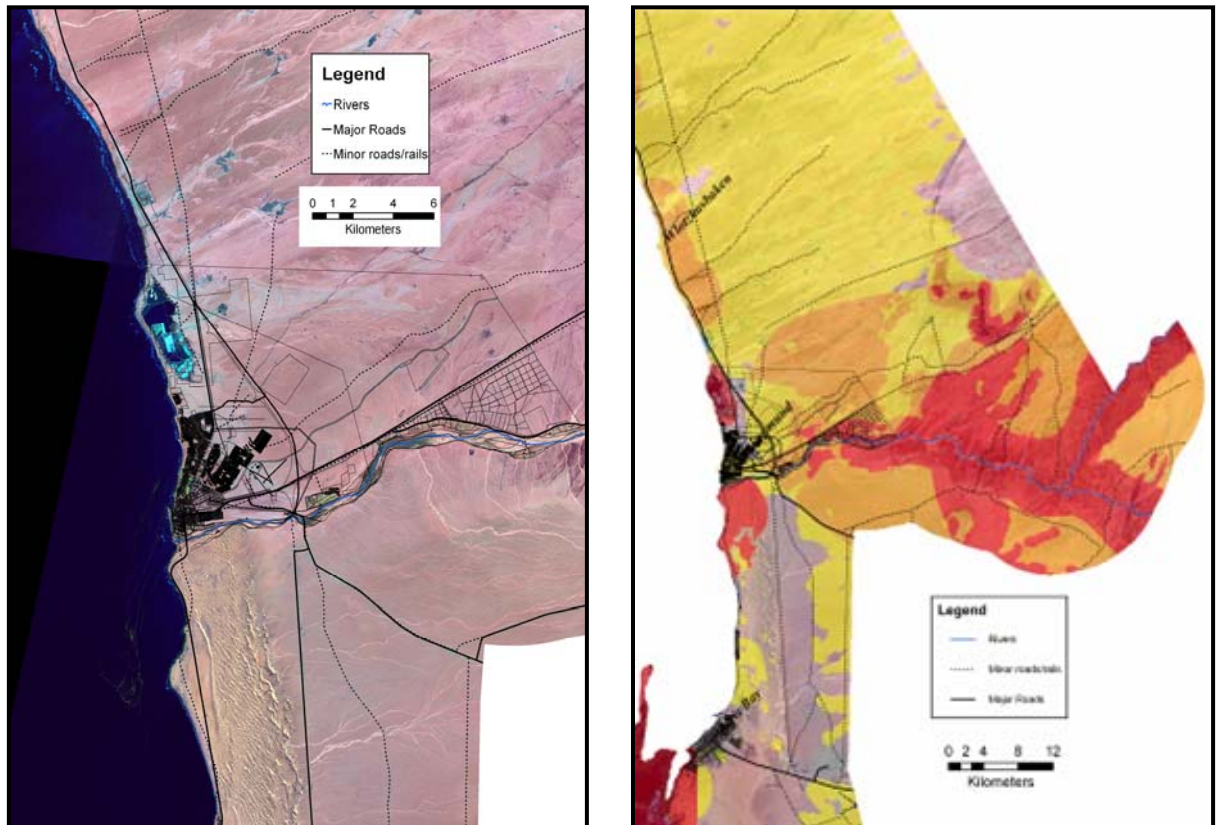 Legend
Rivers
Major Roads
Minor roads/rails
0 1 2 4 6
Kilometers
Legend
Rivers
Minor roads/rails
Major Roads
0 2 4 8 12
Kilometers
Bay